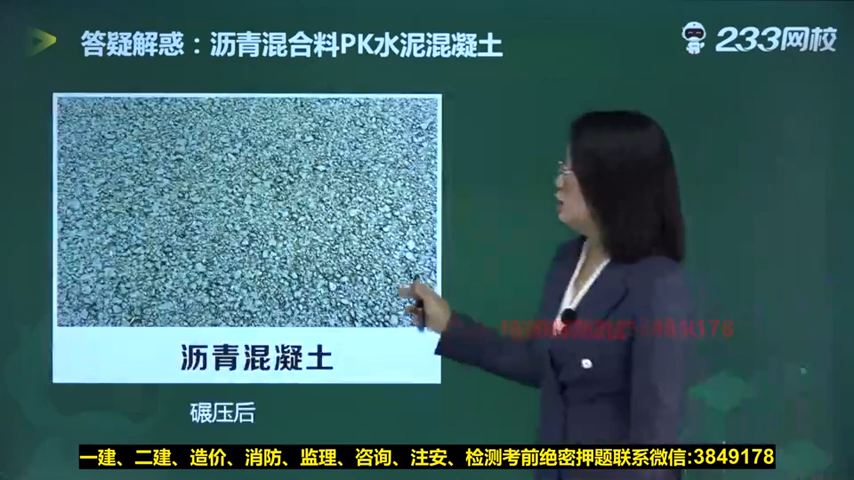 答疑解惑：沥青混合料PK水泥混凝土
233网校
沥青混凝土
碾压后
一建、二建、造价、消防、监理、咨询、注安、检测考前绝密押题联系微信:3849178